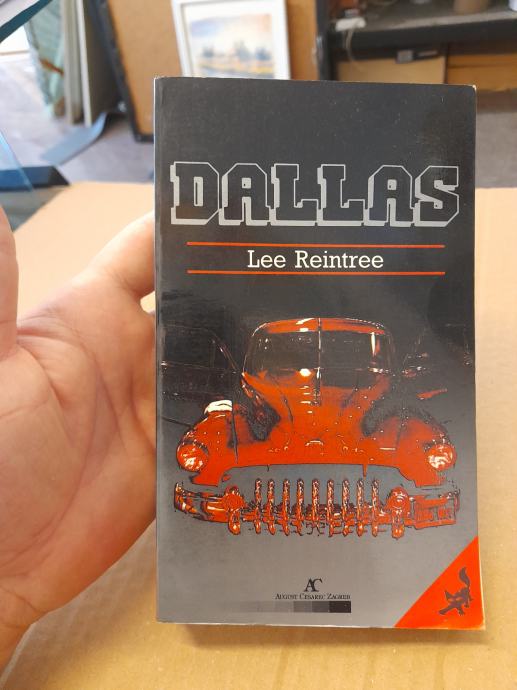 DALLAS
Lee Reintree
AC
AUGUST CESAREC ZAGREB